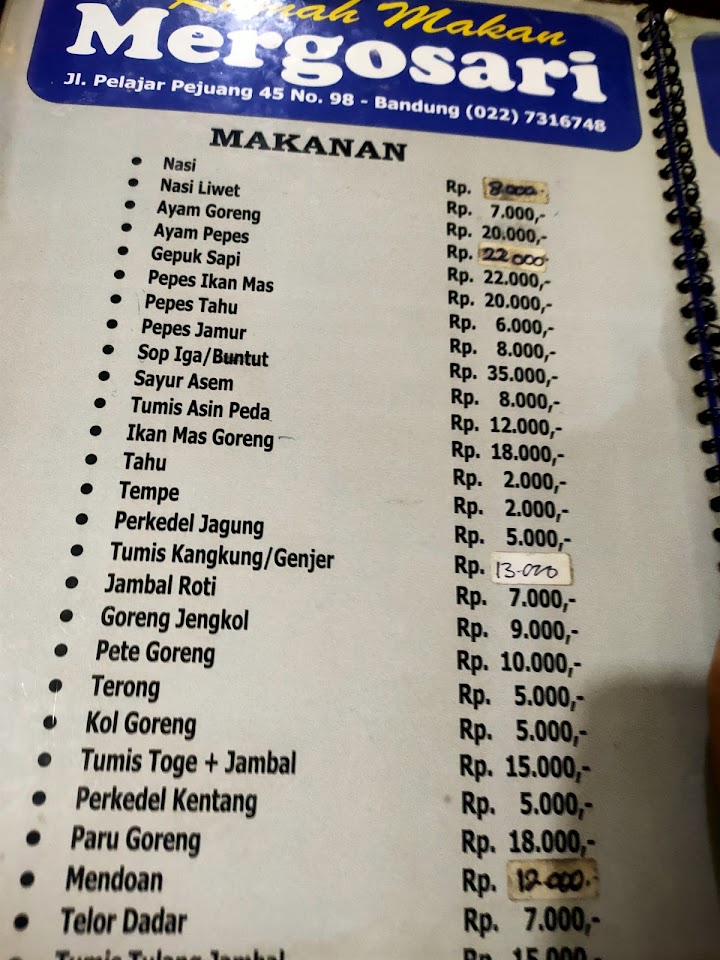 Rumah Makan
Mergosari
Jl. Pelajar Pejuang 45 No. 98 - Bandung (022) 7316748
MAKANAN
• Nasi Rp. 8.000.
• Nasi Liwet Rp. 7.000,-
• Ayam Goreng Rp. 20.000,-
• Ayam Pepes Rp. 22 000
• Gepuk Sapi Rp. 22.000,-
• Pepes Ikan Mas Rp. 20.000,-
• Pepes Tahu Rp. 6.000,-
• Pepes Jamur Rp. 8.000,-
• Sop Iga/Buntut Rp. 35.000,-
• Sayur Asem Rp. 8.000,-
• Tumis Asin Peda Rp. 12.000,-
• Ikan Mas Goreng Rp. 18.000,-
• Tahu Rp. 2.000,-
• Tempe Rp. 2.000,-
• Perkedel Jagung Rp. 5.000,-
• Tumis Kangkung/Genjer Rp. 13.000
• Jambal Roti Rp. 7.000,-
• Goreng Jengkol Rp. 9.000,-
• Pete Goreng Rp. 10.000,-
• Terong Rp. 5.000,-
• Kol Goreng Rp. 5.000,-
• Tumis Toge + Jambal Rp. 15.000,-
• Perkedel Kentang Rp. 5.000,-
• Paru Goreng Rp. 18.000,-
• Mendoan Rp. 12.000.
• Telor Dadar Rp. 7.000,-
Tumis Tulang Jambal Rp. 15.000,-